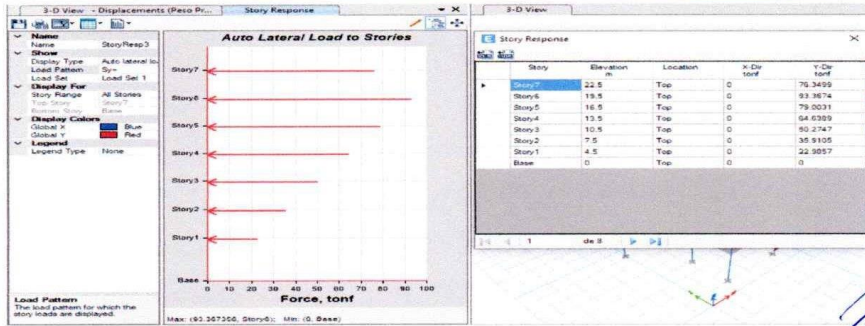 3-D View - Displacements (Peso Pr...
Story Response
Name
Name StoryResp3
Show
Display Type Auto lateral lo
Load Pattern Sy+
Load Set Load Set 1
Display For
Story Range All Stories
Top Story Story7
Bottom Story Base
Display Colors
Global X Blue
Global Y Red
Legend
Legend Type None
Load Pattern
The load pattern for which the
story loads are displayed.
Auto Lateral Load to Stories
Story7
Story6
Story5
Story4
Story3
Story2
Story1
Base
0 10 20 30 40 50 60 70 80 90 100
Force, tonf
Max: (93.367356, Story6); Min: (0, Base)
3-D View
Story Response
Story Elevation Location X-Dir Y-Dir
m tonf tonf
Story7 22.5 Top 0 76.3499
Story6 19.5 Top 0 93.3674
Story5 16.5 Top 0 79.0031
Story4 13.5 Top 0 64.6389
Story3 10.5 Top 0 50.2747
Story2 7.5 Top 0 35.9105
Story1 4.5 Top 0 22.9857
Base 0 Top 0 0
1 de 8